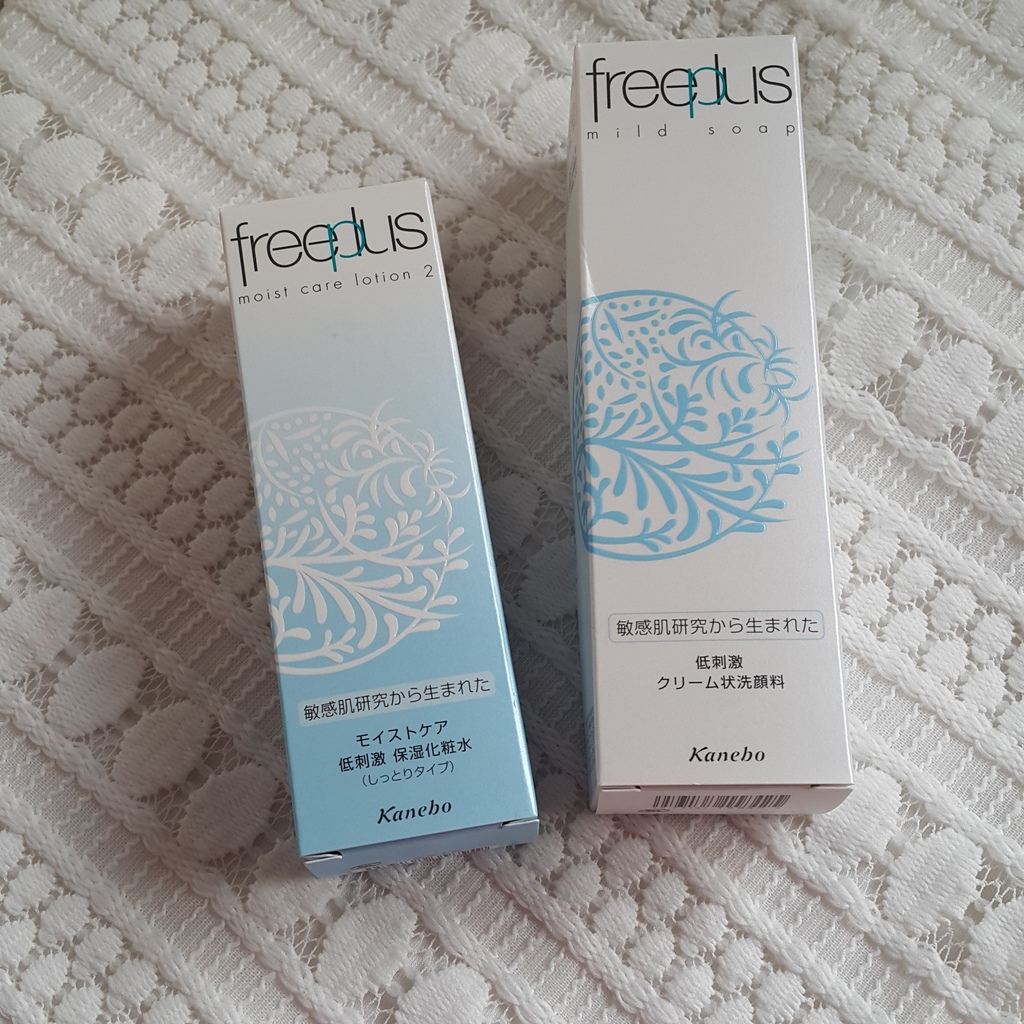 freeplus
moist care lotion 2
敏感肌研究から生まれた
モイストケア
低刺激 保湿化粧水
(しっとりタイプ)
Kanebo
freeplus
mild soap
敏感肌研究から生まれた
低刺激
クリーム状洗顔料
Kanebo